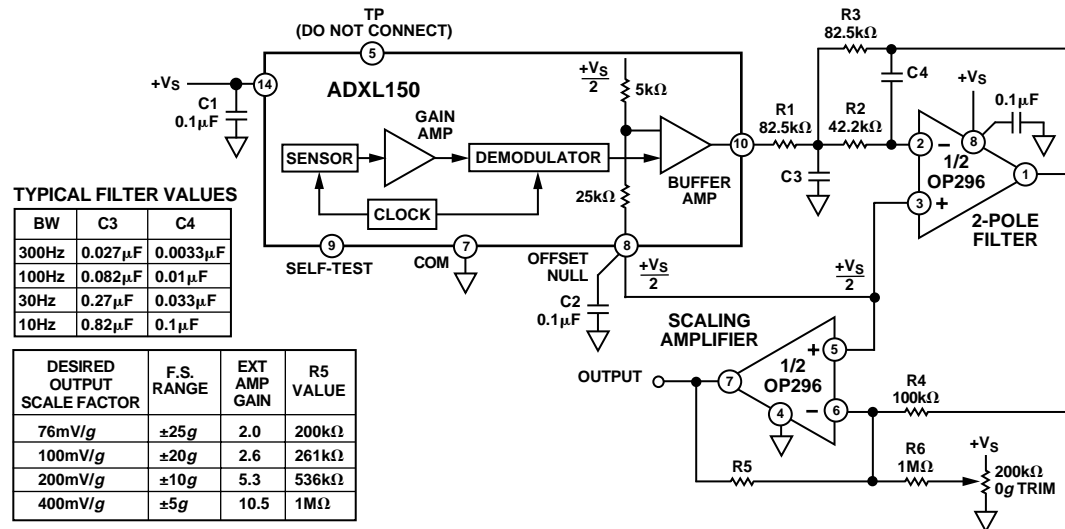 TP
(DO NOT CONNECT)
5
+VS
14
C1
0.1µF
ADXL150
+VS
2
5kΩ
GAIN
AMP
SENSOR
DEMODULATOR
CLOCK
25kΩ
BUFFER
AMP
10
9
SELF-TEST
7
COM
8
OFFSET
NULL
+VS
2
C2
0.1µF
R1
82.5kΩ
R3
82.5kΩ
C4
R2
42.2kΩ
C3
+VS
0.1µF
2
–
8
1/2
OP296
1
3
+
2-POLE
FILTER
+VS
2
SCALING
AMPLIFIER
OUTPUT
7
+
5
1/2
OP296
4
–
6
R4
100kΩ
R5
R6
1MΩ
+VS
200kΩ
0g TRIM
TYPICAL FILTER VALUES
BW C3 C4
300Hz 0.027µF 0.0033µF
100Hz 0.082µF 0.01µF
30Hz 0.27µF 0.033µF
10Hz 0.82µF 0.1µF
DESIRED
OUTPUT
SCALE FACTOR
F.S.
RANGE
EXT
AMP
GAIN
R5
VALUE
76mV/g ±25g 2.0 200kΩ
100mV/g ±20g 2.6 261kΩ
200mV/g ±10g 5.3 536kΩ
400mV/g ±5g 10.5 1MΩ